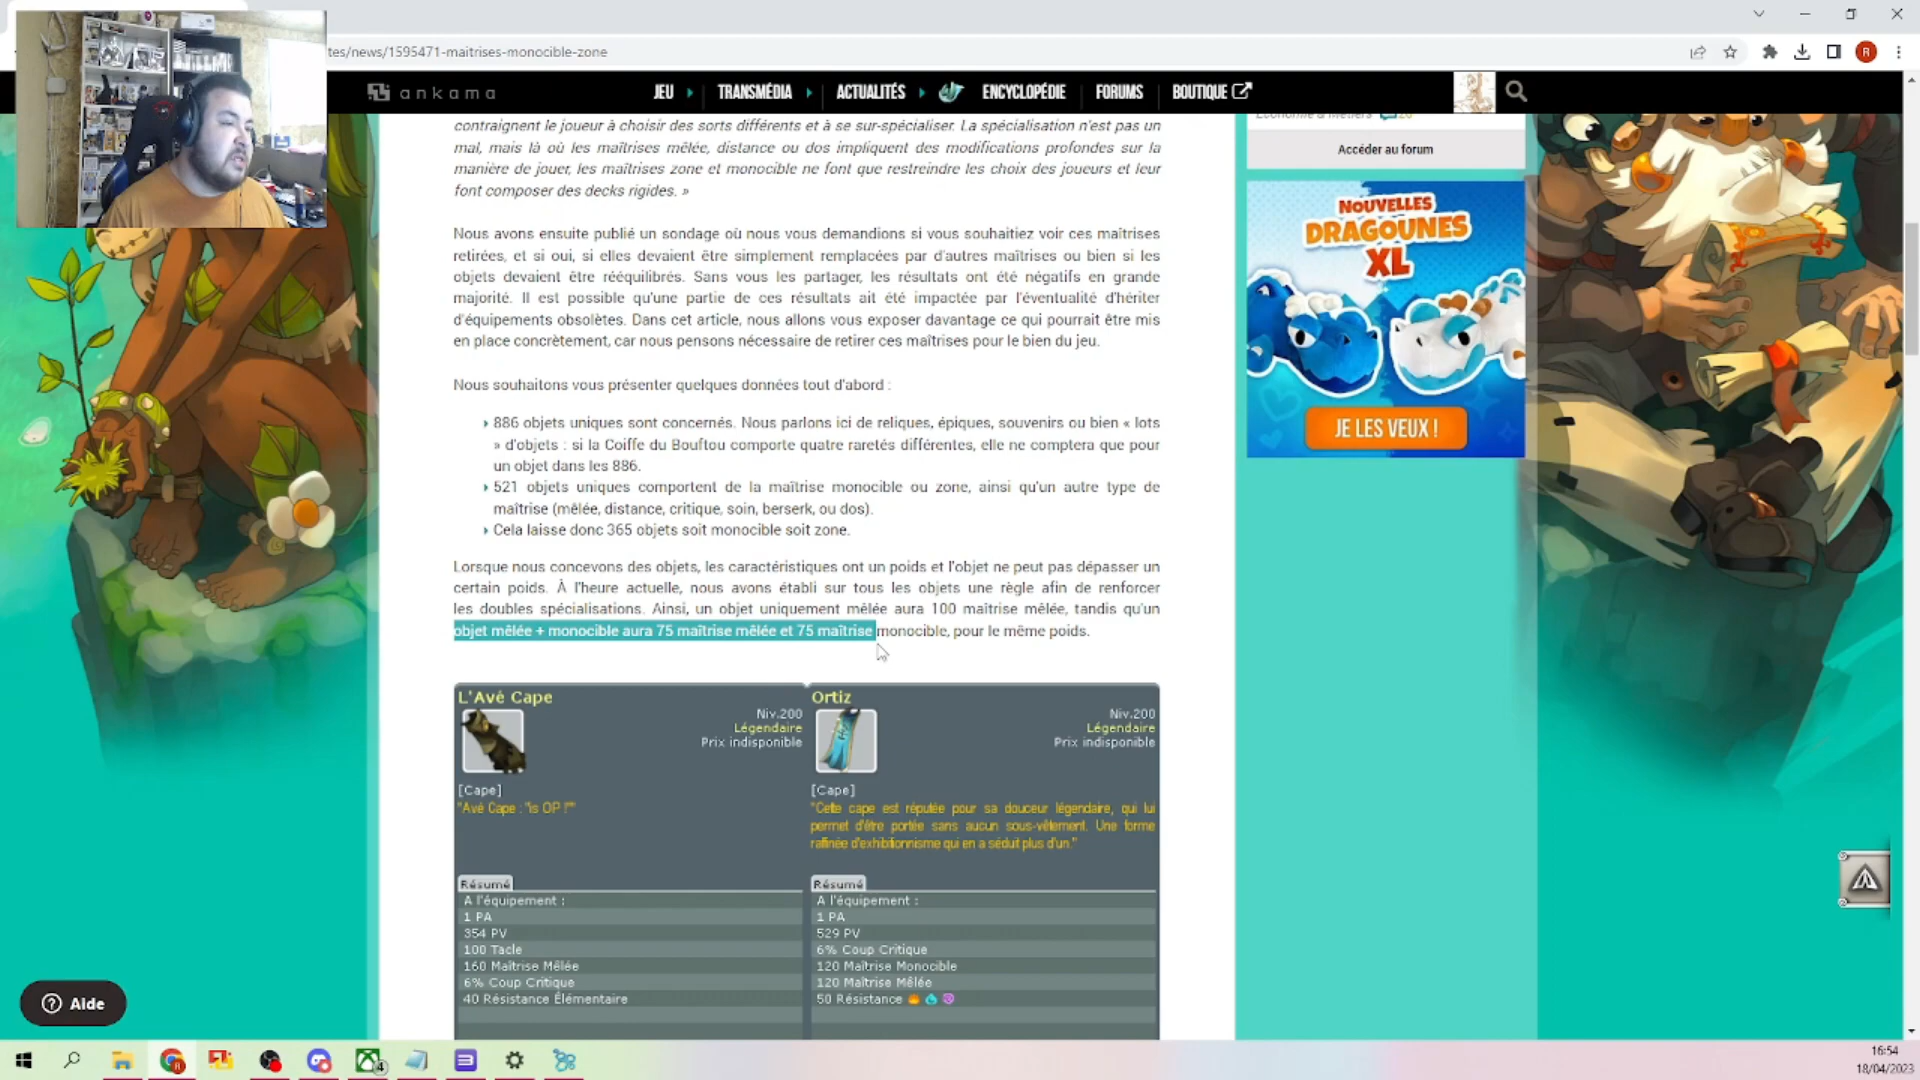 tes/news/1595471-maitrises-monocible-zone
R
ankama
JEU
TRANSMÉDIA
ACTUALITÉS
ENCYCLOPÉDIE
FORUMS
BOUTIQUE
contraignent le joueur à choisir des sorts différents et à se sur-spécialiser. La spécialisation n'est pas un
mal, mais là où les maîtrises mêlée, distance ou dos impliquent des modifications profondes sur la
manière de jouer, les maîtrises zone et monocible ne font que restreindre les choix des joueurs et leur
font composer des decks rigides. »
Nous avons ensuite publié un sondage où nous vous demandions si vous souhaitiez voir ces maîtrises
retirées, et si oui, si elles devaient être simplement remplacées par d'autres maîtrises ou bien si les
objets devaient être rééquilibrés. Sans vous les partager, les résultats ont été négatifs en grande
majorité. Il est possible qu'une partie de ces résultats ait été impactée par l'éventualité d'hériter
d'équipements obsolètes. Dans cet article, nous allons vous exposer davantage ce qui pourrait être mis
en place concrètement, car nous pensons nécessaire de retirer ces maîtrises pour le bien du jeu.
Nous souhaitons vous présenter quelques données tout d'abord :
886 objets uniques sont concernés. Nous parlons ici de reliques, épiques, souvenirs ou bien « lots
» d'objets : si la Coiffe du Bouftou comporte quatre raretés différentes, elle ne comptera que pour
un objet dans les 886.
521 objets uniques comportent de la maîtrise monocible ou zone, ainsi qu'un autre type de
maîtrise (mêlée, distance, critique, soin, berserk, ou dos).
Cela laisse donc 365 objets soit monocible soit zone.
Lorsque nous concevons des objets, les caractéristiques ont un poids et l'objet ne peut pas dépasser un
certain poids. À l'heure actuelle, nous avons établi sur tous les objets une règle afin de renforcer
les doubles spécialisations. Ainsi, un objet uniquement mêlée aura 100 maîtrise mêlée, tandis qu'un
objet mêlée + monocible aura 75 maîtrise mêlée et 75 maîtrise monocible, pour le même poids.
L'Avé Cape
Niv.200
Légendaire
Prix indisponible
[Cape]
"Avé Cape : "is OP !""
Résumé
A l'équipement :
1 PA
354 PV
100 Tacle
160 Maîtrise Mêlée
6% Coup Critique
40 Résistance Élémentaire
Ortiz
Niv.200
Légendaire
Prix indisponible
[Cape]
"Cette cape est réputée pour sa douceur légendaire, qui lui
permet d'être portée sans aucun sous-vêtement. Une forme
raffinée d'exhibitionnisme qui en a séduit plus d'un."
Résumé
A l'équipement :
1 PA
529 PV
6% Coup Critique
120 Maîtrise Monocible
120 Maîtrise Mêlée
50 Résistance
Économie & Métiers
Accéder au forum
NOUVELLES
DRAGOUNES
XL
JE LES VEUX !
Aide
4
16:54
18/04/2023